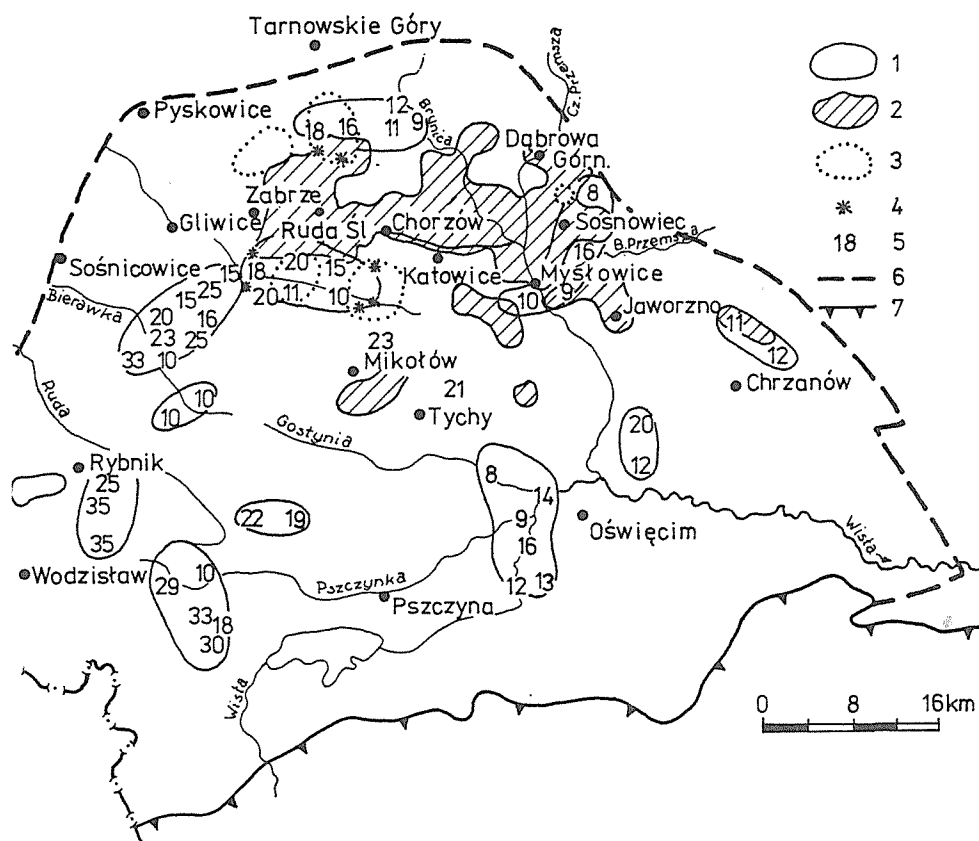 Tarnowskie Góry
Cz. Przemsza
1
Pyskowice
12
Brynica
2
18 16 11 9
Dąbrowa
Górn.
3
Zabrze
8
4
Gliwice
Ruda Śl
Chorzów
Sosnowiec
5
18
B. Przemsza
Sośnicowice
15 18 20 15
Katowice
16
6
Bierawka
15 25 20 11 10
Mysłowice
10 9
7
20 16
Jaworzno
11
23 25
23
12
33 10
Mikołów
Chrzanów
Ruda
10
21
10
Tychy
20
Gostynia
12
Rybnik
8
25
14
35
22 19
9
Oświęcim
Wisła
35
16
Wodzisław
29 10
12 13
Pszczynka
Pszczyna
33 18
30
Wisła
0 8 16 km